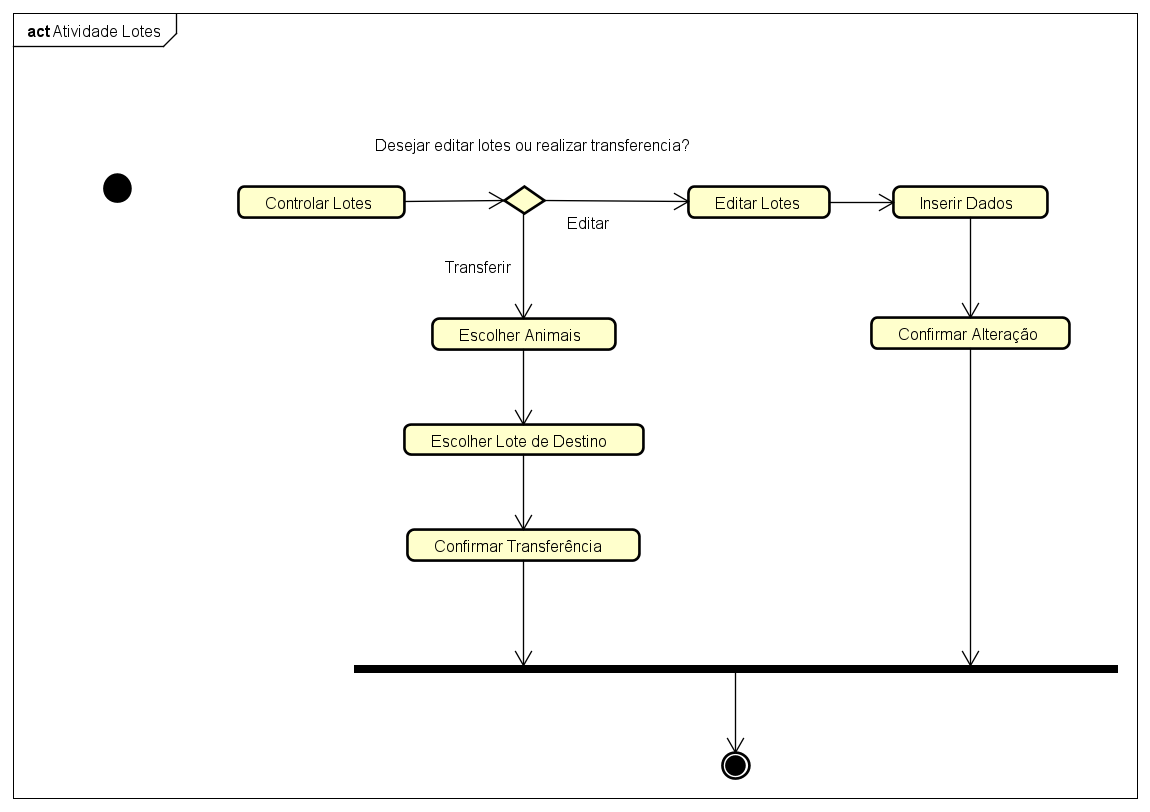 act Atividade Lotes
Desejar editar lotes ou realizar transferencia?
Controlar Lotes
Editar Lotes
Inserir Dados
Editar
Transferir
Escolher Animais
Confirmar Alteração
Escolher Lote de Destino
Confirmar Transferência